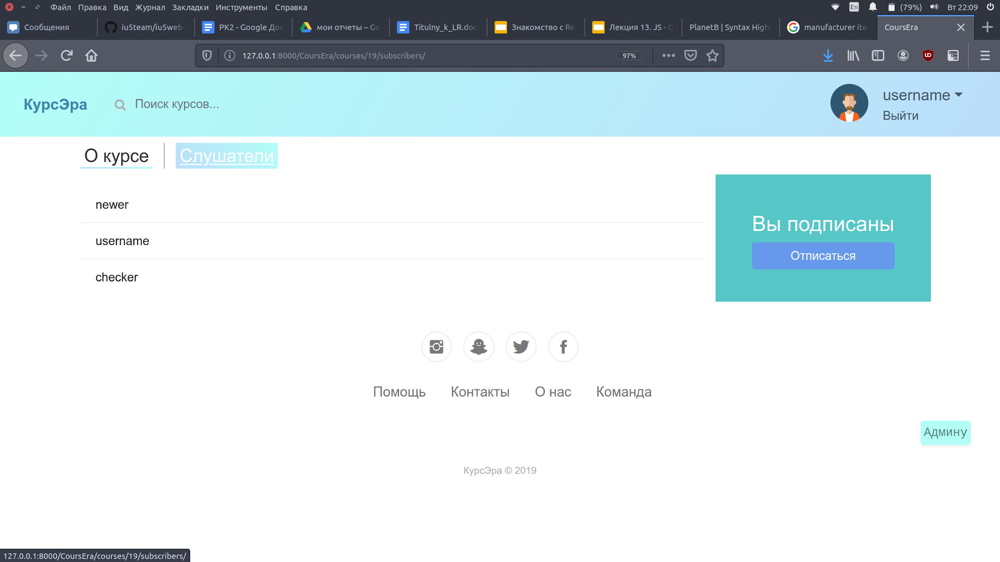 Файл Правка Вид Журнал Закладки Инструменты Справка
En (79%) Вт 22:09
Сообщения
iu5team/iu5web-
РК2 - Google Док
мои отчеты – Go
Titulny_k_LR.doc
Знакомство с Re
Лекция 13. JS - G
PlanetB | Syntax Highl
manufacturer ite
CoursEra
127.0.0.1:8000/CoursEra/courses/19/subscribers/
97%
КурсЭра
Поиск курсов...
username
Выйти
О курсе
Слушатели
newer
username
checker
Вы подписаны
Отписаться
Помощь Контакты О нас Команда
Админу
КурсЭра © 2019
127.0.0.1:8000/CoursEra/courses/19/subscribers/